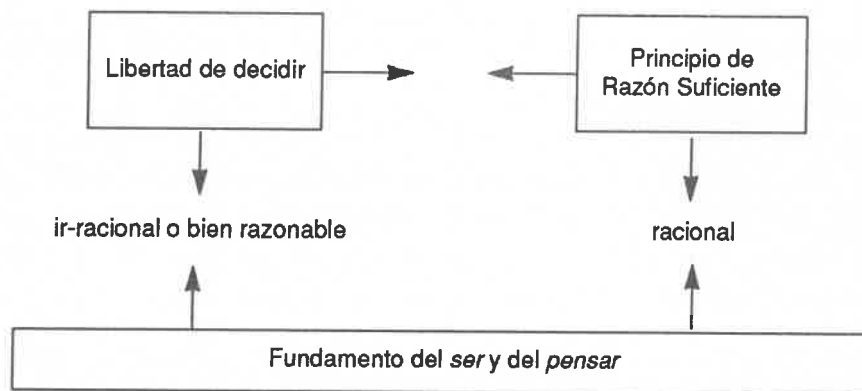 Libertad de decidir
Principio de
Razón Suficiente
ir-racional o bien razonable
racional
Fundamento del ser y del pensar